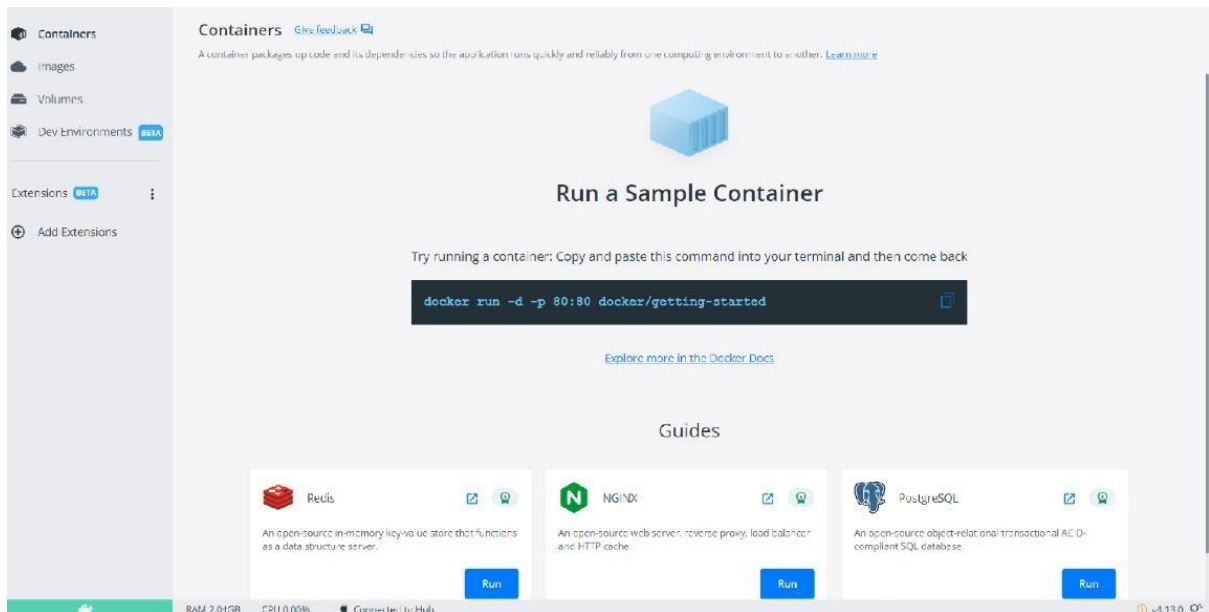 Containers
Images
Volumes
Dev Environments BETA
Extensions BETA
Add Extensions
Containers Give feedback
A container packages up code and its dependencies so the application runs quickly and reliably from one computing environment to another. Learn more
Run a Sample Container
Try running a container: Copy and paste this command into your terminal and then come back
docker run -d -p 80:80 docker/getting-started
Explore more in the Docker Docs
Guides
Redis
An open-source in-memory key-value store that functions
as a data structure server.
Run
NGINX
An open-source web server, reverse proxy, load balancer
and HTTP cache.
Run
PostgreSQL
An open-source object-relational transactional ACID-
compliant SQL database.
Run
RAM 2.04GB CPU 0.00% Connected to Hub
v4.13.0